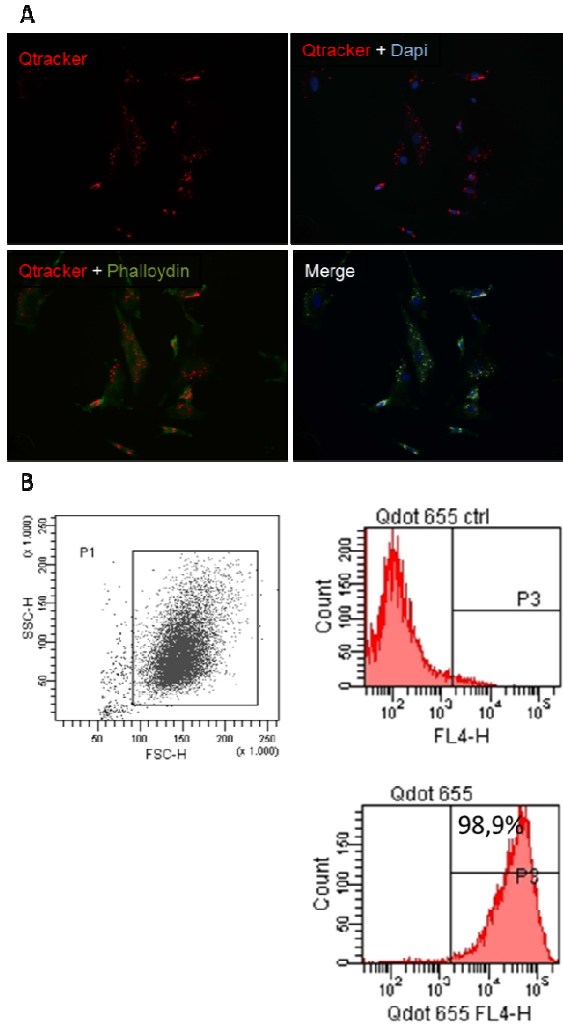 A
Qtracker
Qtracker + Dapi
Qtracker + Phalloydin
Merge
B
P1
SSC-H
(x 1.000)
50 100 150 200 250
50 100 150 200 250
FSC-H
(x 1.000)
Qdot 655 ctrl
Count
0 50 100 150 200
P3
10² 10³ 10⁴ 10⁵
FL4-H
Qdot 655
98,9%
P3
Count
0 50 100 150
10² 10³ 10⁴ 10⁵
Qdot 655 FL4-H